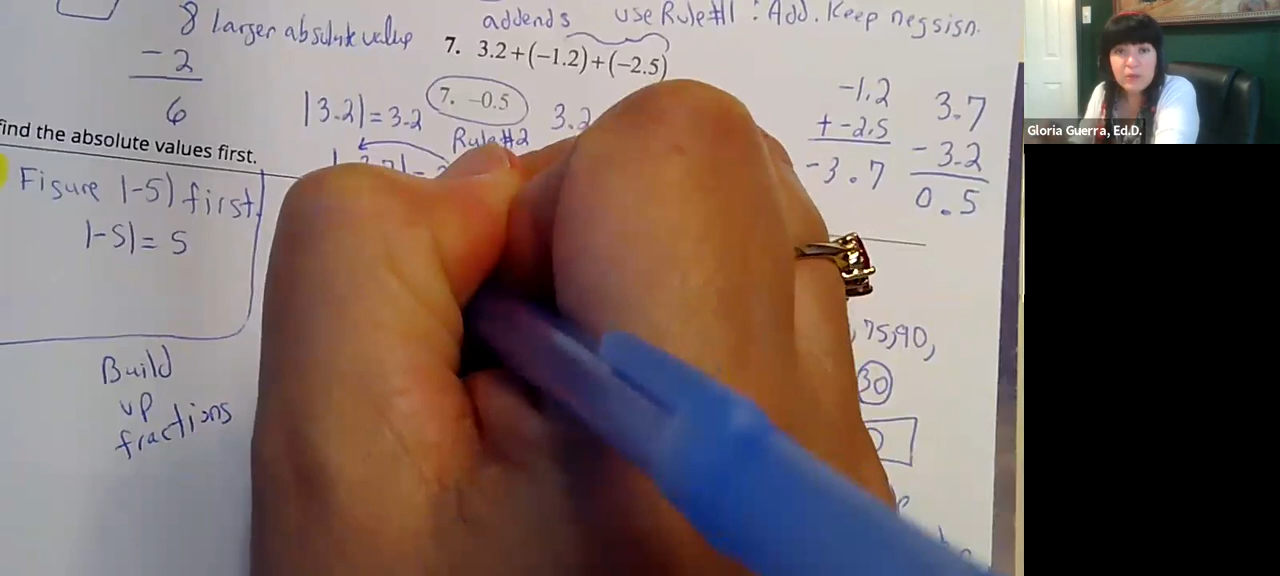 8 larger absolute value
addends use Rule#1: Add. Keep neg sign.
- 2
6
7. 3.2+(−1.2)+(−2.5)
7. −0.5
|3.2|=3.2
Rule#2
3.2
-1.2
+-2.5
-3.7
3.7
- 3.2
0.5
find the absolute values first.
Figure |-5| first.
|-5|= 5
Build
up
fractions
75,90,
30
Gloria Guerra, Ed.D.